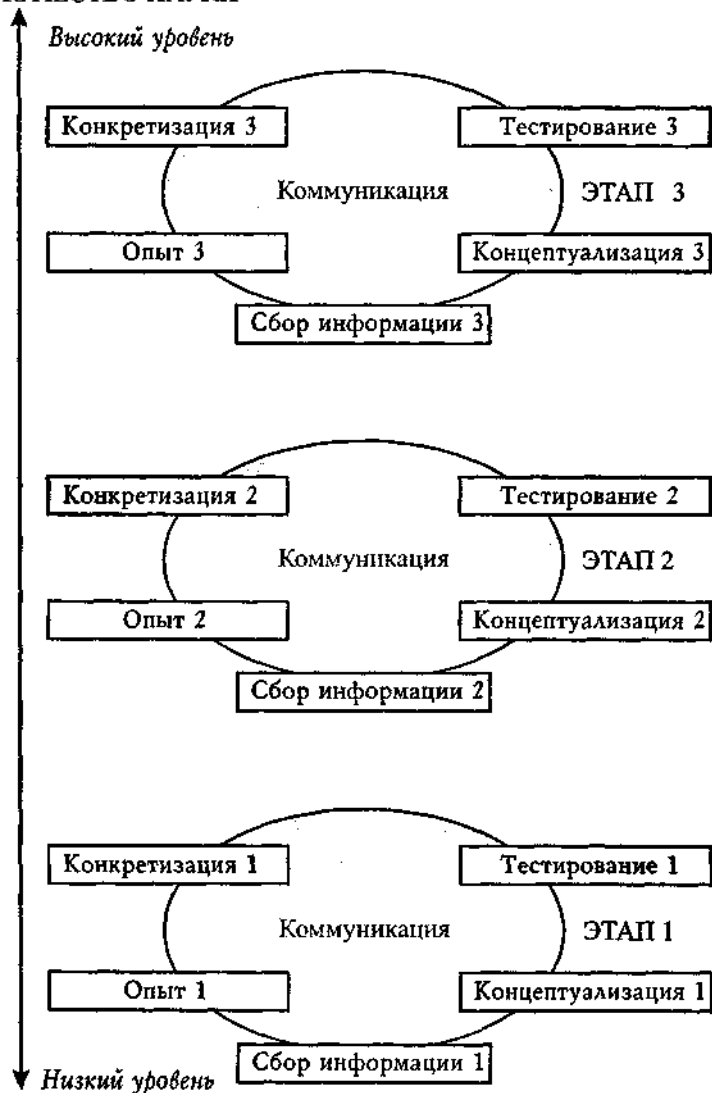 Высокий уровень
Конкретизация 3
Тестирование 3
Коммуникация
ЭТАП 3
Опыт 3
Концептуализация 3
Сбор информации 3
Конкретизация 2
Тестирование 2
Коммуникация
ЭТАП 2
Опыт 2
Концептуализация 2
Сбор информации 2
Конкретизация 1
Тестирование 1
Коммуникация
ЭТАП 1
Опыт 1
Концептуализация 1
Сбор информации 1
Низкий уровень